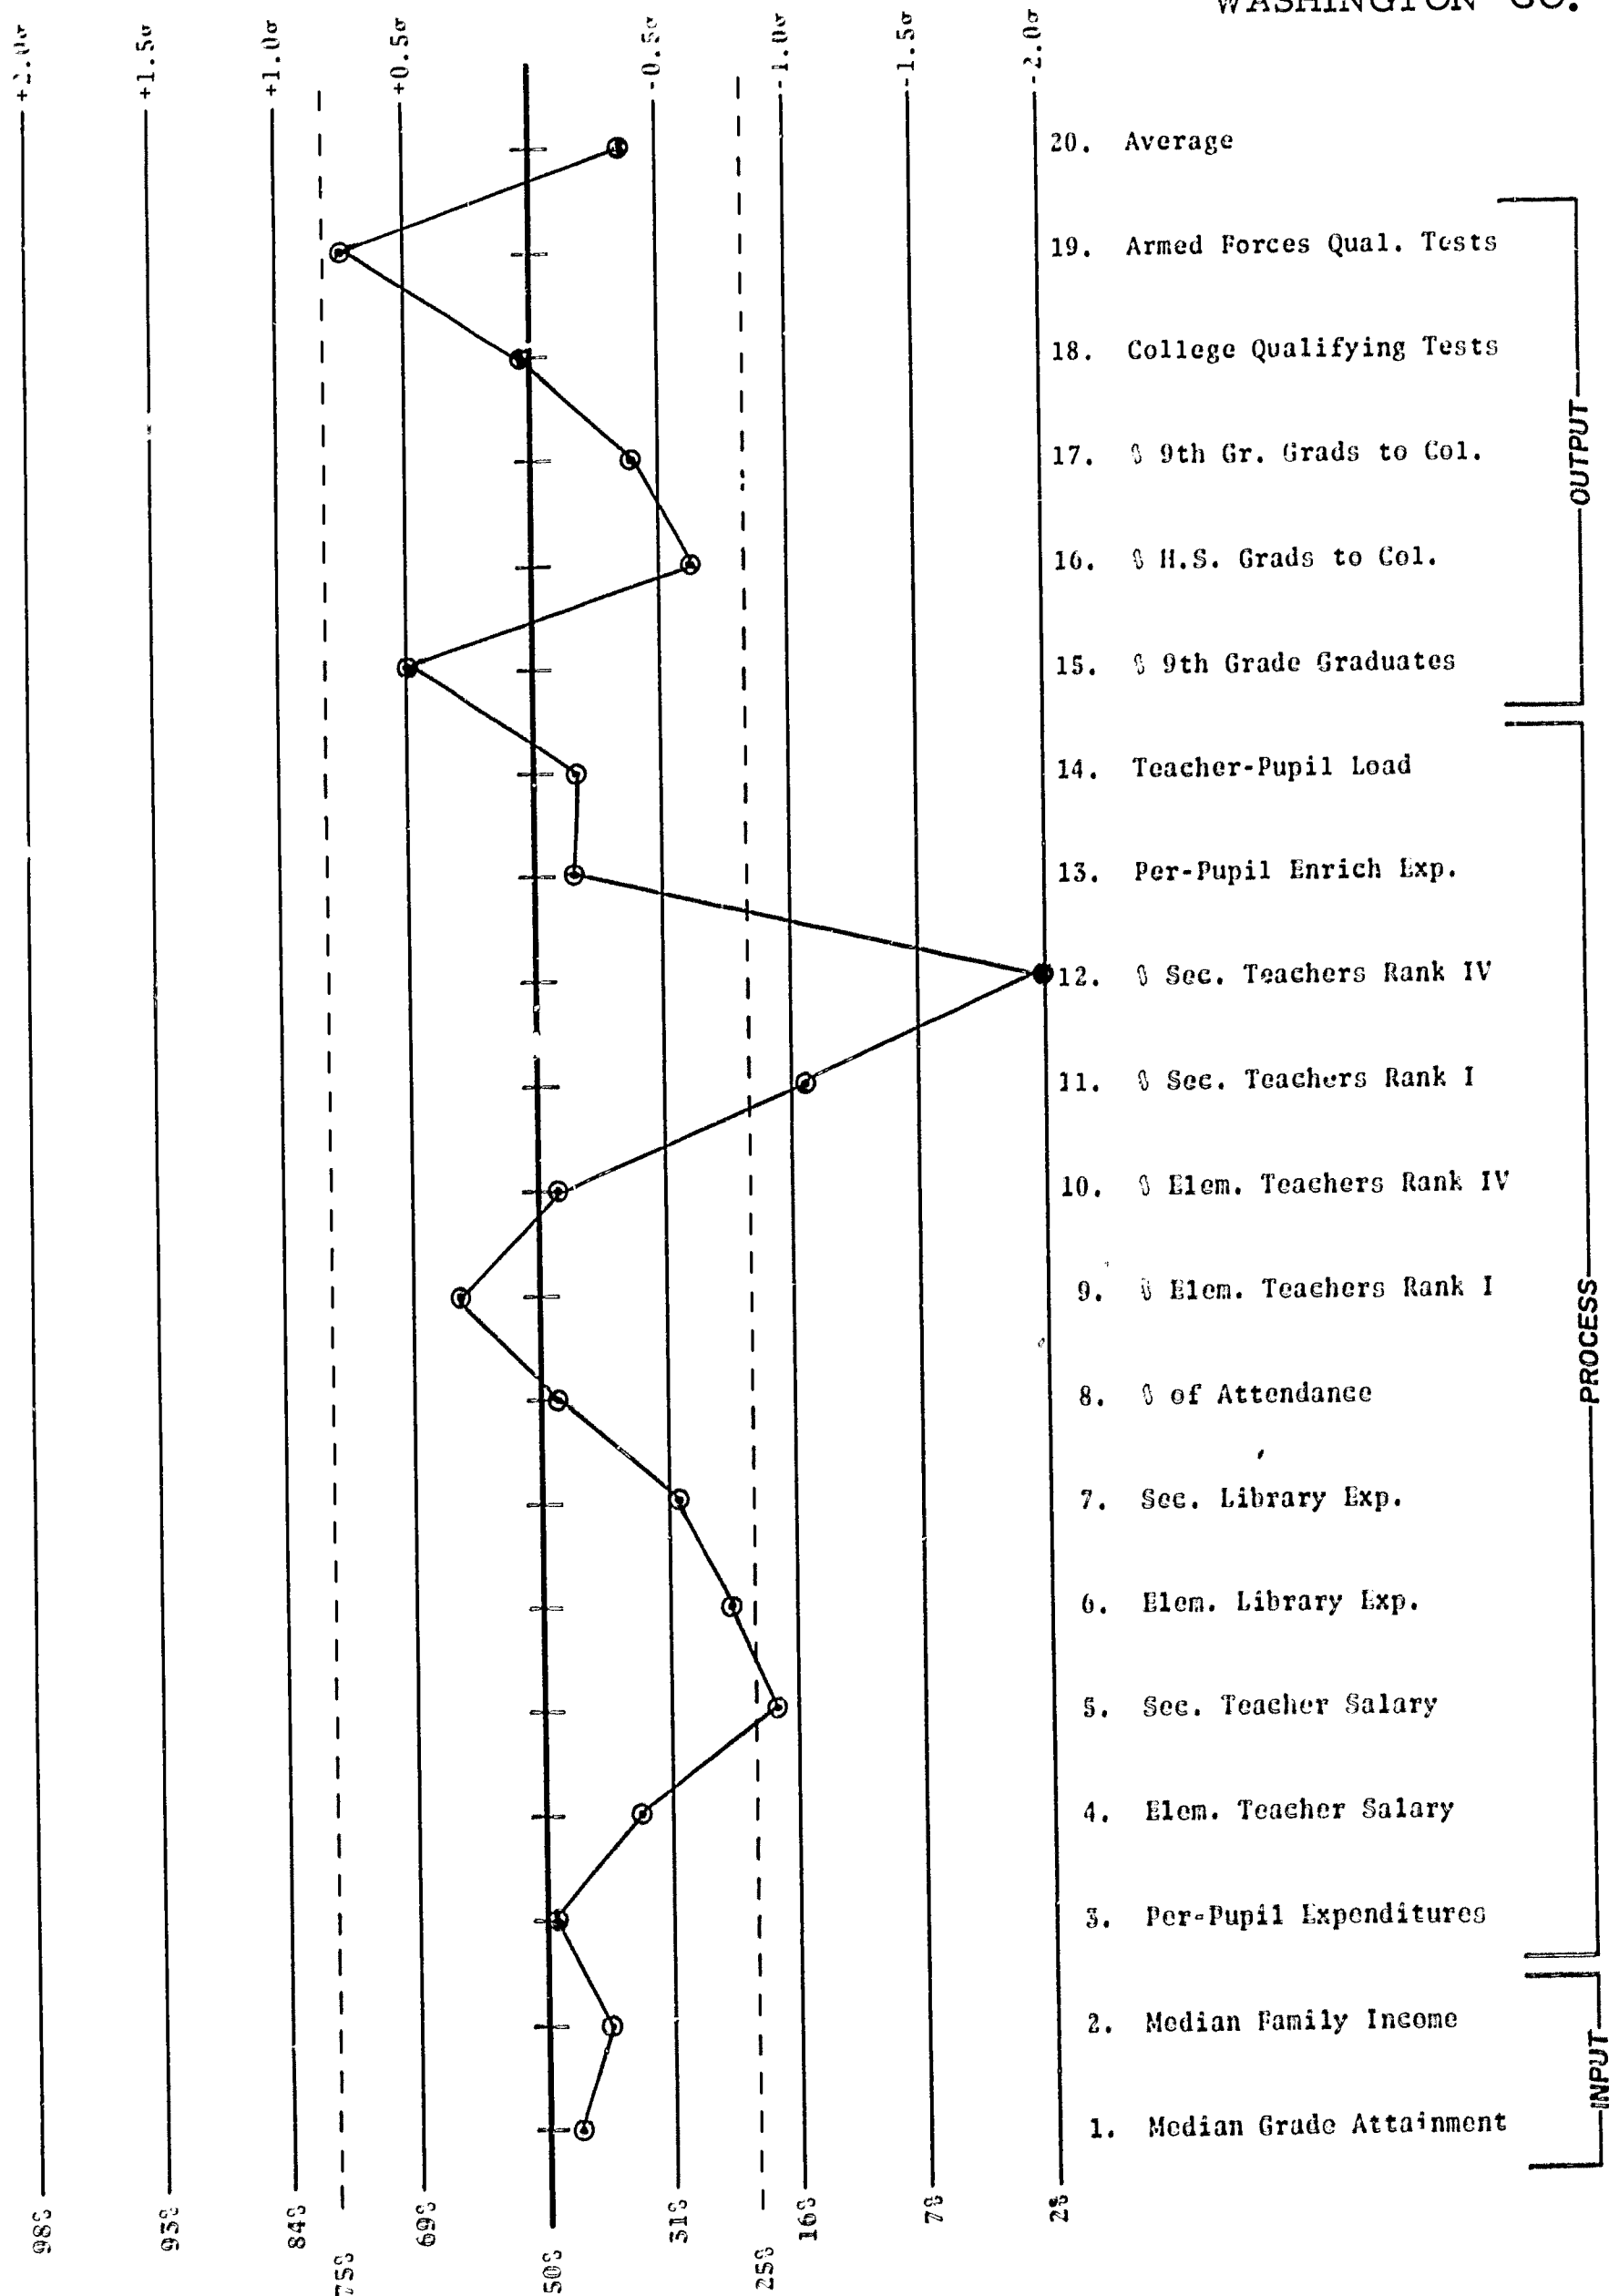 WASHINGTON CO.
+2.0σ
+1.5σ
+1.0σ
+0.5σ
-0.5σ
-1.0σ
-1.5σ
-2.0σ
20. Average
19. Armed Forces Qual. Tests
18. College Qualifying Tests
17. % 9th Gr. Grads to Col.
16. % H.S. Grads to Col.
15. % 9th Grade Graduates
OUTPUT
14. Teacher-Pupil Load
13. Per-Pupil Enrich Exp.
12. % Sec. Teachers Rank IV
11. % Sec. Teachers Rank I
10. % Elem. Teachers Rank IV
9. % Elem. Teachers Rank I
8. % of Attendance
7. Sec. Library Exp.
6. Elem. Library Exp.
5. Sec. Teacher Salary
4. Elem. Teacher Salary
3. Per-Pupil Expenditures
PROCESS
2. Median Family Income
1. Median Grade Attainment
INPUT
98%
93%
84%
75%
69%
50%
31%
25%
16%
7%
2%